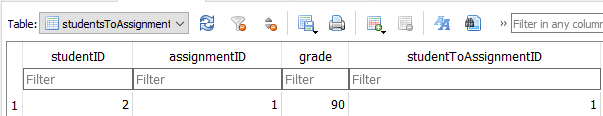 Table: studentsToAssignment » Filter in any column
studentID assignmentID grade studentToAssignmentID
Filter Filter Filter Filter
1 2 1 90 1